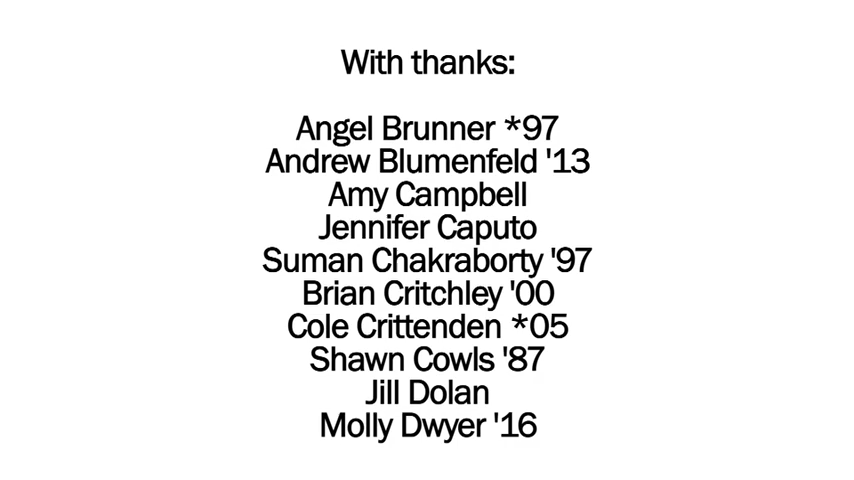 With thanks:
Angel Brunner *97
Andrew Blumenfeld '13
Amy Campbell
Jennifer Caputo
Suman Chakraborty '97
Brian Critchley '00
Cole Crittenden *05
Shawn Cowls '87
Jill Dolan
Molly Dwyer '16